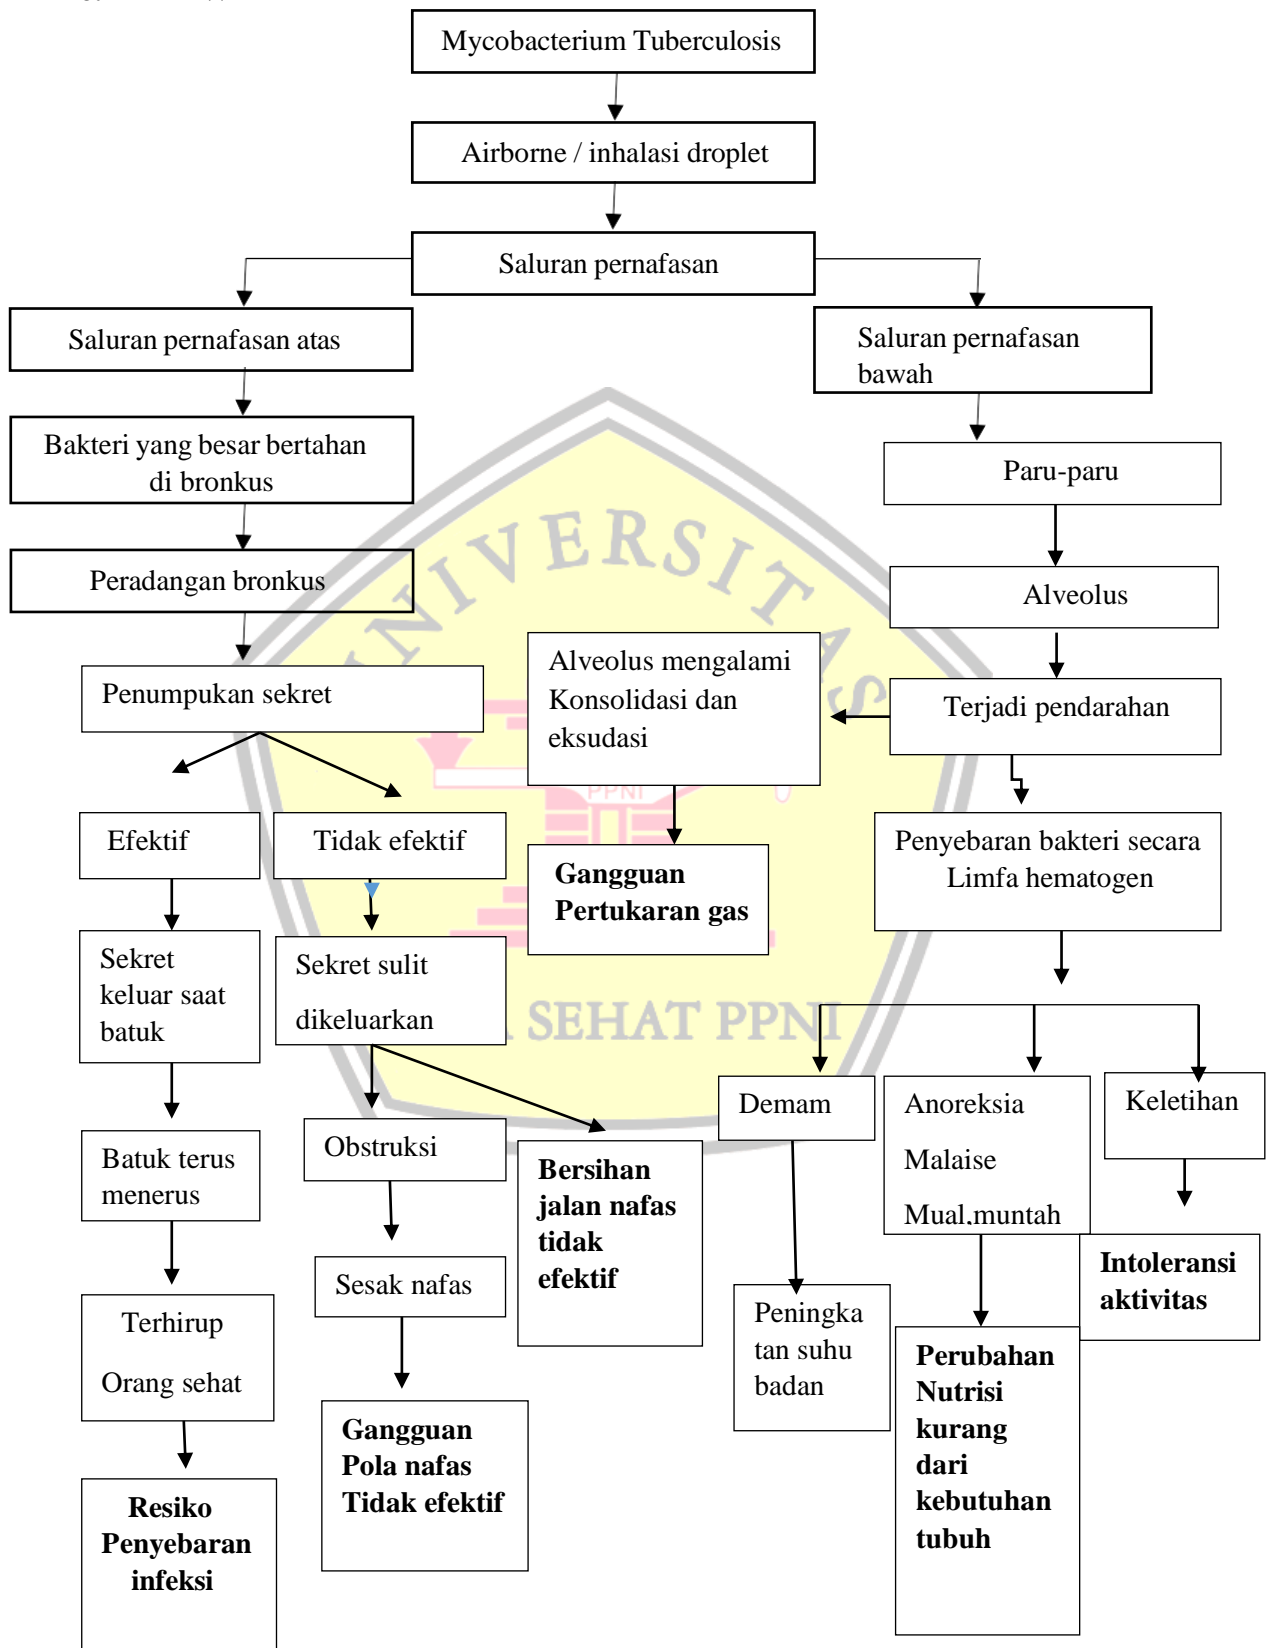 Mycobacterium Tuberculosis
Airborne / inhalasi droplet
Saluran pernafasan
Saluran pernafasan atas
Saluran pernafasan
bawah
Bakteri yang besar bertahan
di bronkus
Paru-paru
Peradangan bronkus
Alveolus
UNIVERSITAS
Penumpukan sekret
Alveolus mengalami
Konsolidasi dan
eksudasi
Terjadi pendarahan
PPNI
Efektif
Tidak efektif
Gangguan
Pertukaran gas
Penyebaran bakteri secara
Limfa hematogen
Sekret
keluar saat
batuk
Sekret sulit
dikeluarkan
SEHAT PPNI
Demam
Anoreksia
Malaise
Mual,muntah
Keletihan
Batuk terus
menerus
Obstruksi
Bersihan
jalan nafas
tidak
efektif
Sesak nafas
Peningka
tan suhu
badan
Intoleransi
aktivitas
Terhirup
Orang sehat
Gangguan
Pola nafas
Tidak efektif
Perubahan
Nutrisi
kurang
dari
kebutuhan
tubuh
Resiko
Penyebaran
infeksi